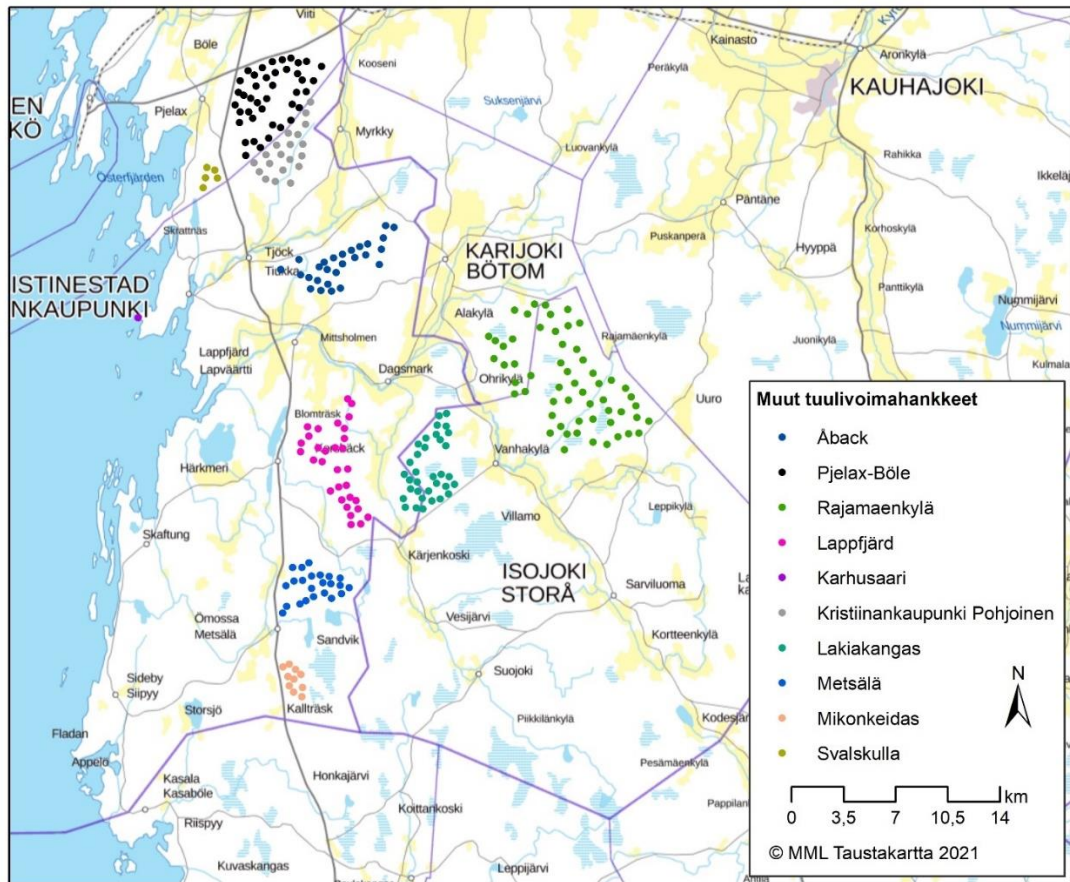 Viiti
Böle
Kooseni
Kainasto
Kyrö
Aronkylä
Peräkylä
EN
KÖ
Pjelax
Myrkky
Suksenjärvi
KAUHAJOKI
Luovankylä
Rahikka
Österfjärden
Ikkeläj
Päntäne
Skrattnäs
Puskanperä
Hyyppä
Korhoskylä
Tjöck
Tiukka
KARIJOKI
BÖTOM
ISTINESTAD
NKAUPUNKI
Panttikylä
Nummijärvi
Nummijärvi
Alakylä
Rajamäenkylä
Juonikylä
Mittsholmen
Lappfjärd
Lapväärtti
Kulmala
Dagsmark
Ohrikylä
Uuro
Blomträsk
Härkmeri
Vanhakylä
Leppikylä
Villamo
Skaftung
Kärjenkoski
ISOJOKI
STORÅ
Sarviluoma
Ömossa
Metsälä
Vesijärvi
Sandvik
Kortteenkylä
Sideby
Siipyy
Suojoki
Storsjö
Kallträsk
Piikkilänkylä
Kodesjär
Fladan
Appelö
Pesämäenkylä
Kasala
Kasaböle
Honkajärvi
Koittankoski
Pappilan
Riispyy
Kuvaskangas
Leppijärvi
Muut tuulivoimahankkeet
Åback
Pjelax-Böle
Rajamaenkylä
Lappfjärd
Karhusaari
Kristiinankaupunki Pohjoinen
Lakiakangas
Metsälä
Mikonkeidas
Svalskulla
N
km
0 3,5 7 10,5 14
© MML Taustakartta 2021